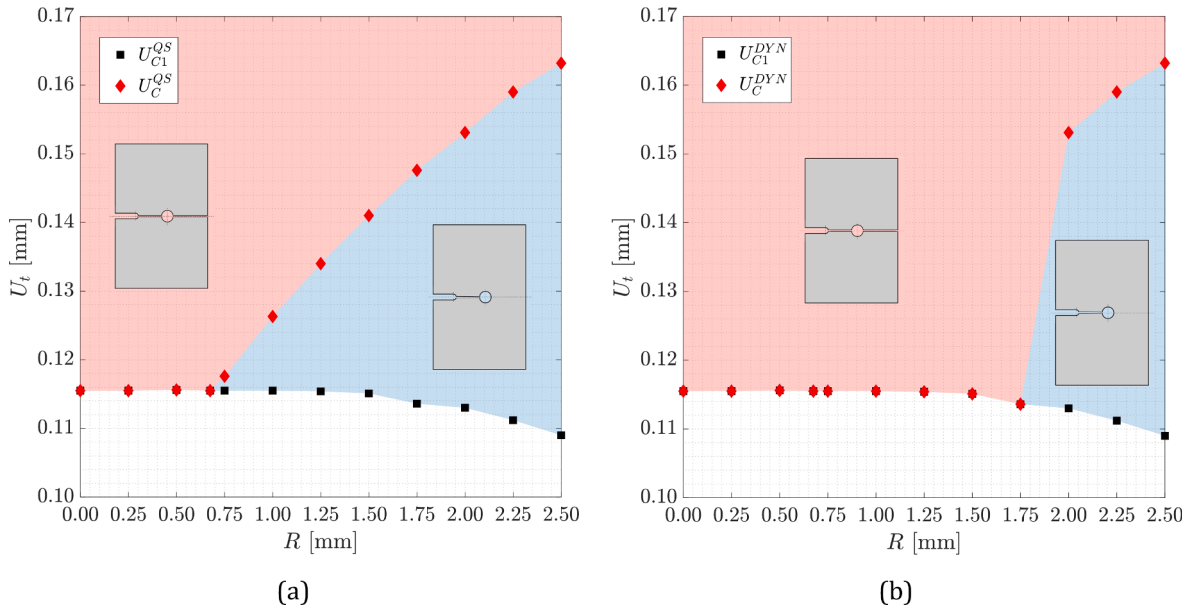 0.17
0.16
0.15
0.14
0.13
0.12
0.11
0.10
U_t [mm]
U_{C1}^{QS}
U_C^{QS}
0.00 0.25 0.50 0.75 1.00 1.25 1.50 1.75 2.00 2.25 2.50
R [mm]
(a)
0.17
0.16
0.15
0.14
0.13
0.12
0.11
0.10
U_t [mm]
U_{C1}^{DYN}
U_C^{DYN}
0.00 0.25 0.50 0.75 1.00 1.25 1.50 1.75 2.00 2.25 2.50
R [mm]
(b)